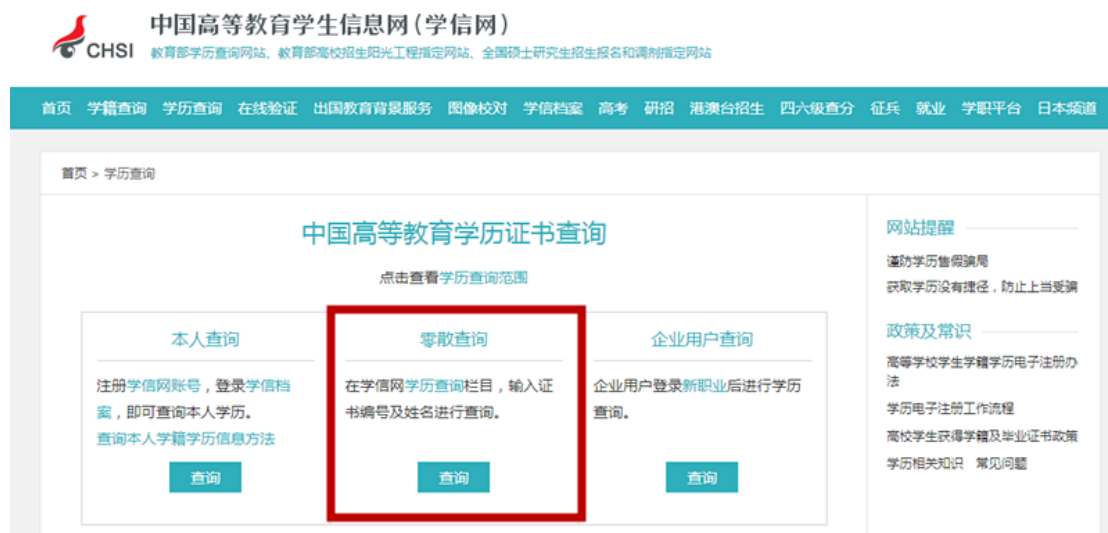 中国高等教育学生信息网(学信网)
CHSI
教育部学历查询网站、教育部高校招生阳光工程指定网站、全国硕士研究生招生报名和调剂指定网站
首页 学籍查询 学历查询 在线验证 出国教育背景服务 图像校对 学信档案 高考 研招 港澳台招生 四六级查分 征兵 就业 学职平台 日本频道
首页 > 学历查询
中国高等教育学历证书查询
点击查看学历查询范围
本人查询
注册学信网账号，登录学信档
案，即可查询本人学历。
查询本人学籍学历信息方法
查询
零散查询
在学信网学历查询栏目，输入证
书编号及姓名进行查询。
查询
企业用户查询
企业用户登录新职业后进行学历
查询。
查询
网站提醒
谨防学历售假骗局
获取学历没有捷径，防止上当受骗
政策及常识
高等学校学生学籍学历电子注册办
法
学历电子注册工作流程
高校学生获得学籍及毕业证书政策
学历相关知识 常见问题